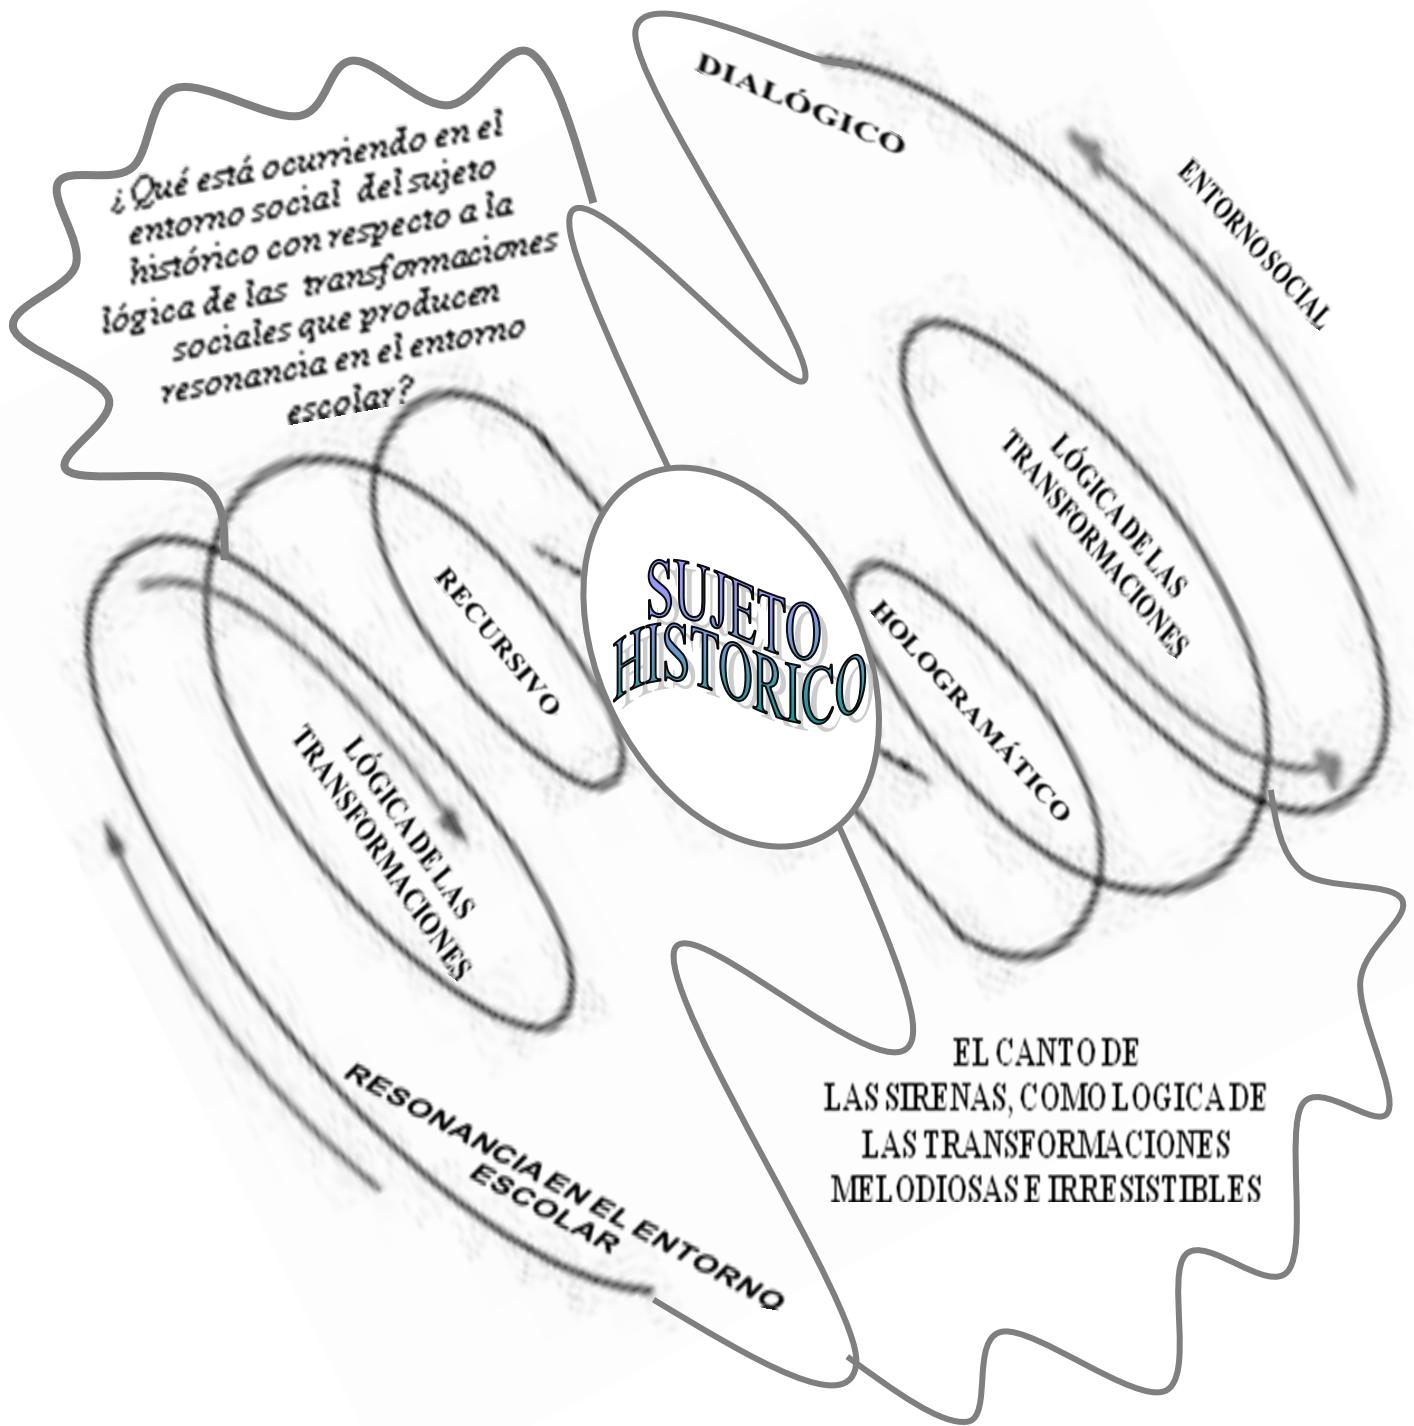 DIALÓGICO
ENTORNO SOCIAL
¿Qué está ocurriendo en el
entorno social del sujeto
histórico con respecto a la
lógica de las transformaciones
sociales que producen
resonancia en el entorno
escolar?
LÓGICA DE LAS
TRANSFORMACIONES
RECURSIVO
SUJETO
HISTORICO
HOLOGRAMÁTICO
LÓGICA DE LAS
TRANSFORMACIONES
RESONANCIA EN EL ENTORNO
ESCOLAR
EL CANTO DE
LAS SIRENAS, COMO LOGICA DE
LAS TRANSFORMACIONES
MELODIOSAS E IRRESISTIBLES